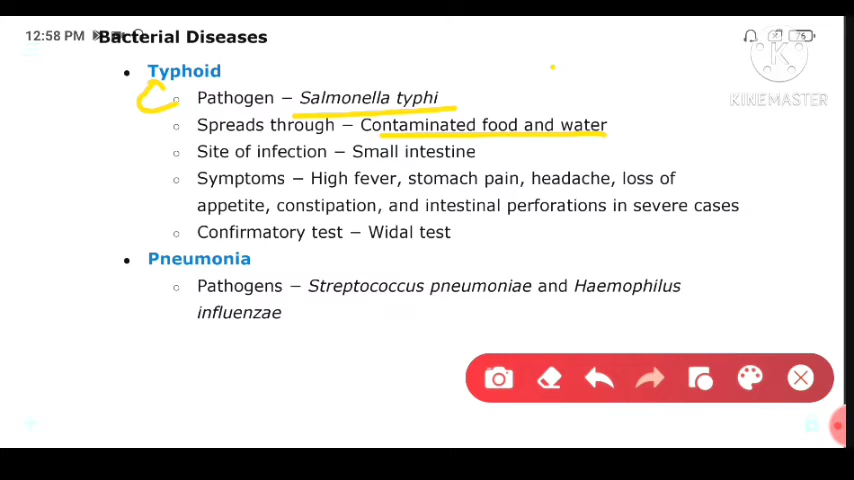 12:58 PM
Bacterial Diseases
76
KINEMASTER
• Typhoid
○ Pathogen – Salmonella typhi
○ Spreads through – Contaminated food and water
○ Site of infection – Small intestine
○ Symptoms – High fever, stomach pain, headache, loss of
appetite, constipation, and intestinal perforations in severe cases
○ Confirmatory test – Widal test
• Pneumonia
○ Pathogens – Streptococcus pneumoniae and Haemophilus
influenzae